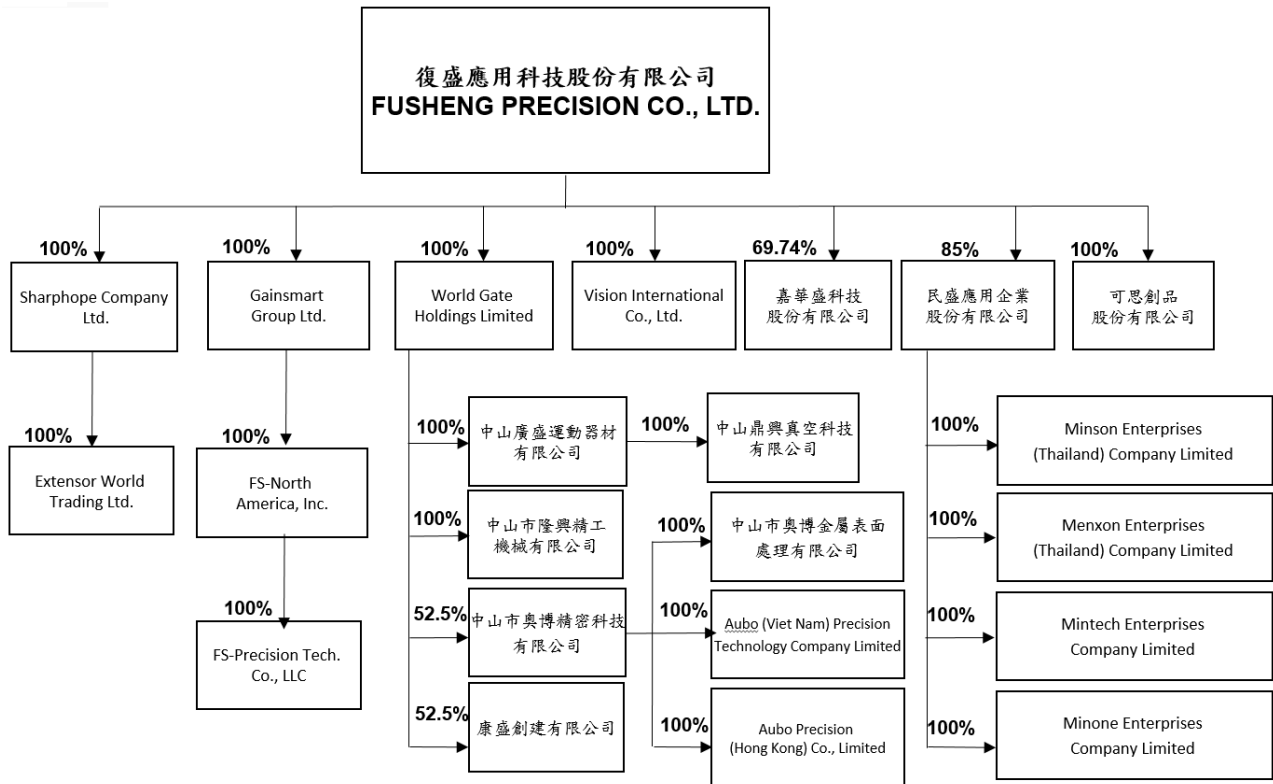 復盛應用科技股份有限公司
FUSHENG PRECISION CO., LTD.
100%
100%
100%
100%
69.74%
85%
100%
Sharphope Company
Ltd.
Gainsmart
Group Ltd.
World Gate
Holdings Limited
Vision International
Co., Ltd.
嘉華盛科技
股份有限公司
民盛應用企業
股份有限公司
可思創品
股份有限公司
100%
Extensor World
Trading Ltd.
100%
FS-North
America, Inc.
100%
FS-Precision Tech.
Co., LLC
100%
中山廣盛運動器材
有限公司
100%
中山鼎興真空科技
有限公司
100%
中山市隆興精工
機械有限公司
52.5%
中山市奧博精密科技
有限公司
100%
中山市奧博金屬表面
處理有限公司
100%
Aubo (Viet Nam) Precision
Technology Company Limited
100%
Aubo Precision
(Hong Kong) Co., Limited
52.5%
康盛創建有限公司
100%
Minson Enterprises
(Thailand) Company Limited
100%
Menxon Enterprises
(Thailand) Company Limited
100%
Mintech Enterprises
Company Limited
100%
Minone Enterprises
Company Limited